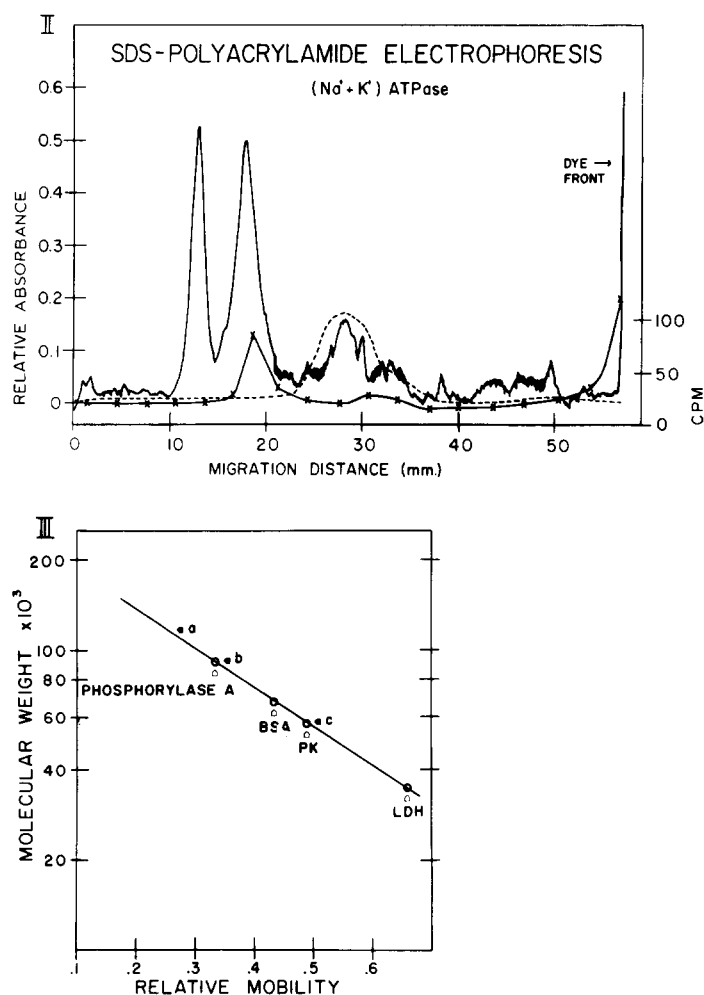 II
SDS-POLYACRYLAMIDE ELECTROPHORESIS
(Na⁺+K⁺) ATPase
RELATIVE ABSORBANCE
0.6
0.5
0.4
0.3
0.2
0.1
0
DYE →
FRONT
100
50
0
CPM
0 10 20 30 40 50
MIGRATION DISTANCE (mm.)
III
MOLECULAR WEIGHT x10³
200
100
80
60
40
20
a
b
PHOSPHORYLASE A
BSA
c
PK
LDH
.1 .2 .3 .4 .5 .6
RELATIVE MOBILITY